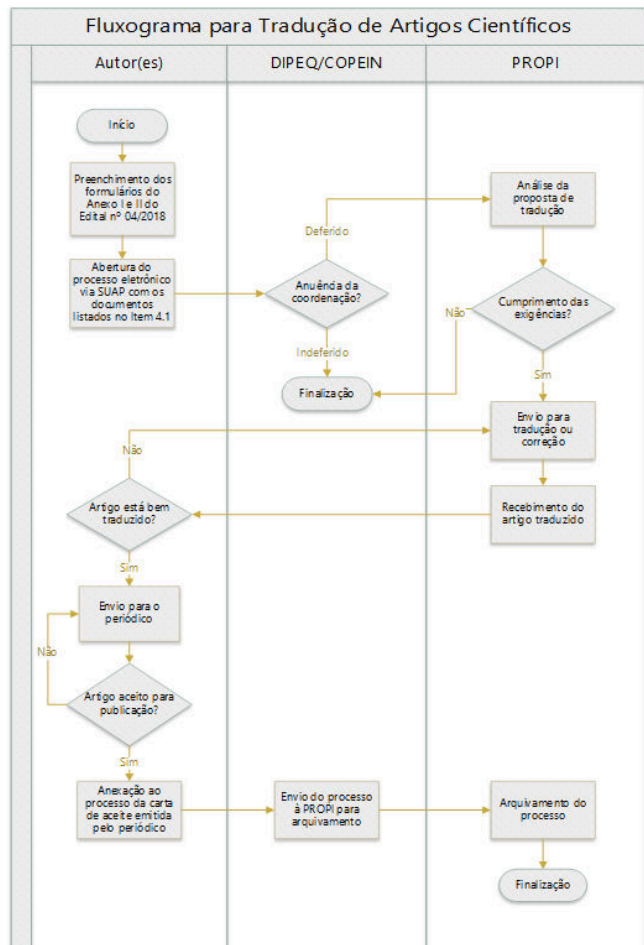 Fluxograma para Tradução de Artigos Científicos
Autor(es)
DIPEQ/COPEIN
PROPI
Início
Preenchimento dos
formulários do
Anexo I e II do
Edital nº 04/2018
Análise da
proposta de
tradução
Deferido
Abertura do
processo eletrônico
via SUAP com os
documentos
listados no Item 4.1
Anuência da
coordenação?
Cumprimento das
exigências?
Não
Indeferido
Sim
Finalização
Envio para
tradução ou
correção
Não
Artigo está bem
traduzido?
Recebimento do
artigo traduzido
Sim
Envio para o
periódico
Não
Artigo aceito para
publicação?
Sim
Anexação ao
processo da carta
de aceite emitida
pelo periódico
Envio do processo
à PROPI para
arquivamento
Arquivamento do
processo
Finalização